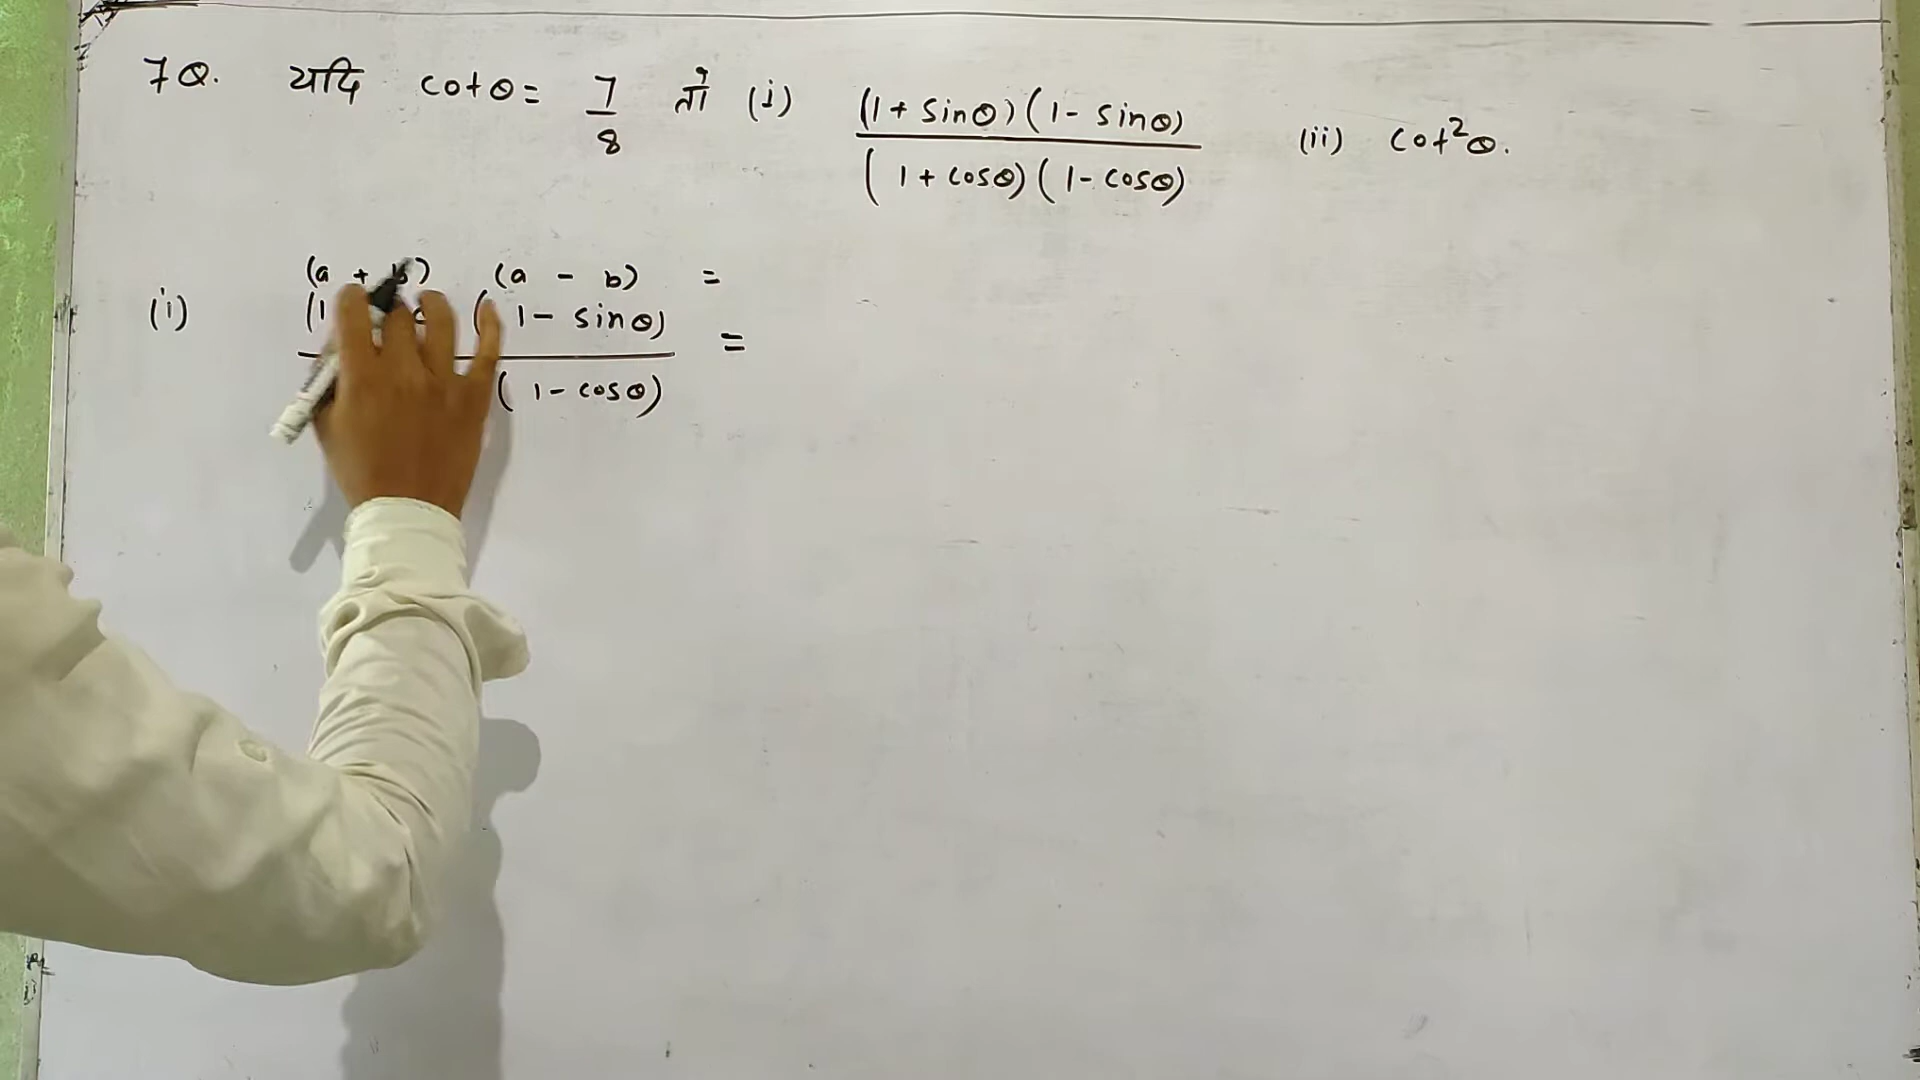 7Q. यदि cotθ = 7/8 तो (i) (1 + sinθ)(1 - sinθ) / (1 + cosθ)(1 - cosθ) (ii) cot²θ.
(a + b) (a - b) =
(i) (1 ( 1 - sinθ) / ( 1 - cosθ) =